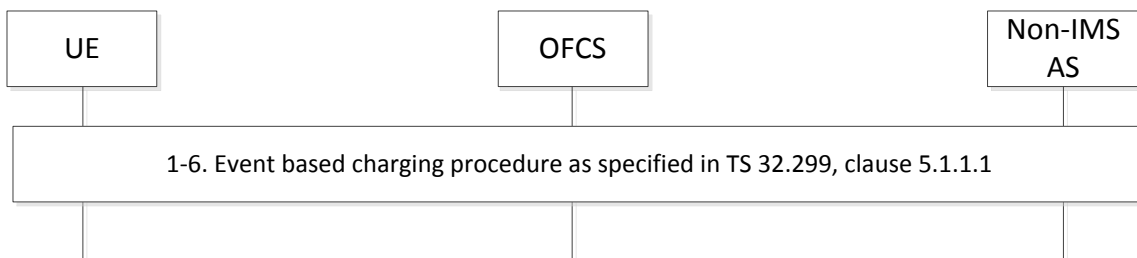 UE
OFCS
Non-IMS
AS
1-6. Event based charging procedure as specified in TS 32.299, clause 5.1.1.1